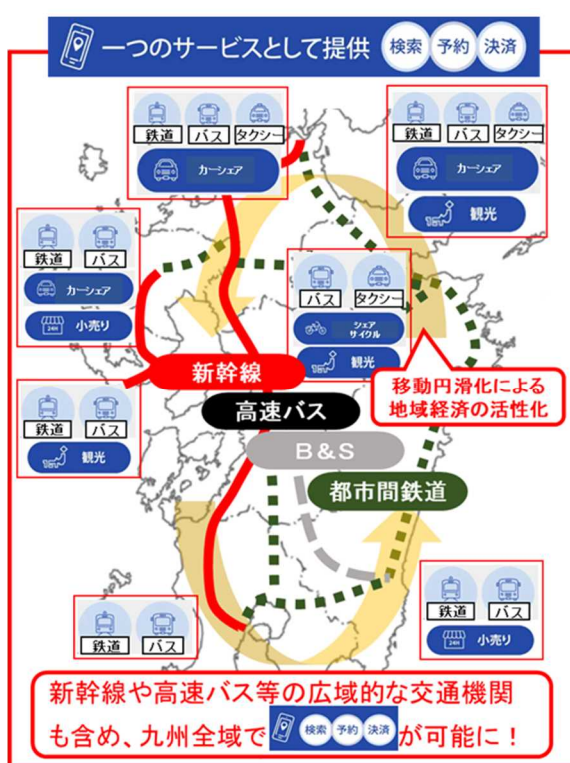 一つのサービスとして提供 検索 予約 決済
鉄道 バス タクシー
カーシェア
鉄道 バス タクシー
カーシェア
観光
鉄道 バス
カーシェア
24H 小売り
バス タクシー
シェア
サイクル
観光
新幹線
高速バス
B&S
都市間鉄道
移動円滑化による
地域経済の活性化
鉄道 バス
観光
鉄道 バス
鉄道 バス
24H 小売り
新幹線や高速バス等の広域的な交通機関
も含め、九州全域で 検索 予約 決済 が可能に！